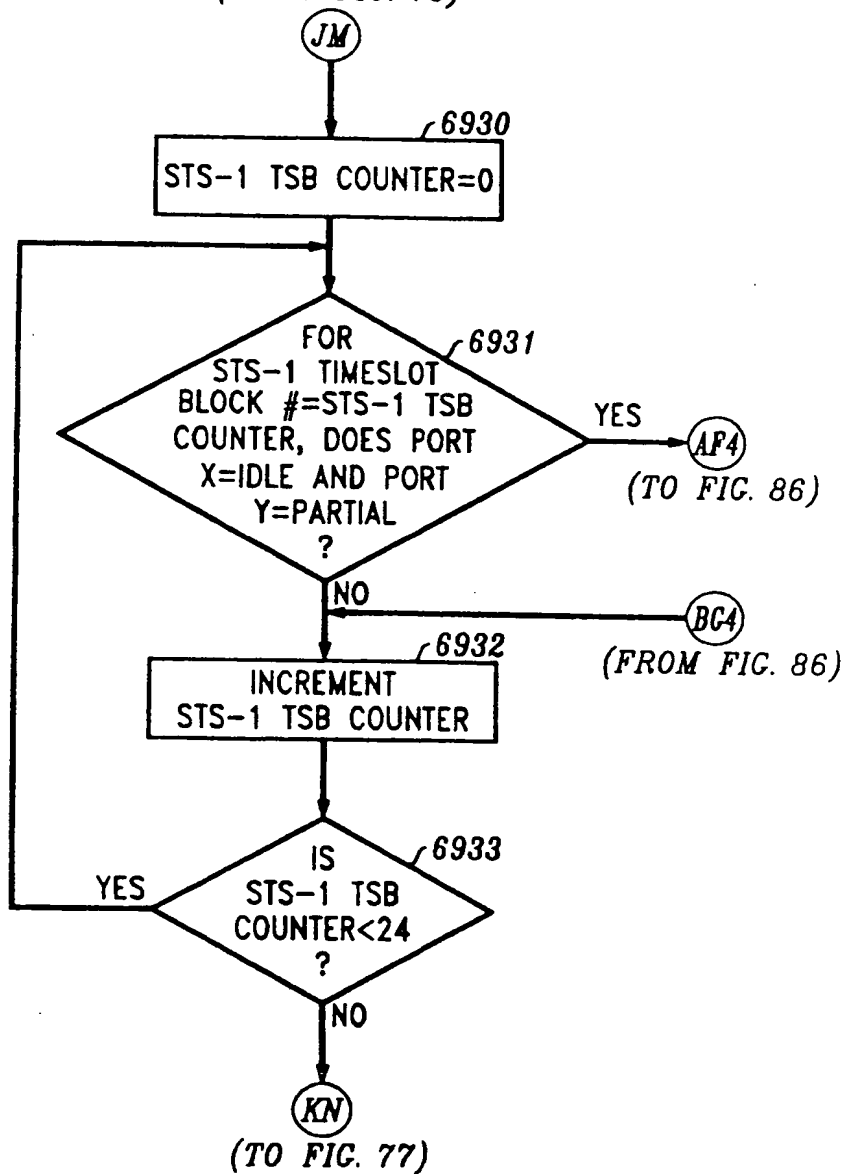 JM
6930
STS-1 TSB COUNTER=0
6931
FOR
STS-1 TIMESLOT
BLOCK #=STS-1 TSB
COUNTER, DOES PORT
X=IDLE AND PORT
Y=PARTIAL
?
YES
AF4
(TO FIG. 86)
NO
BG4
(FROM FIG. 86)
6932
INCREMENT
STS-1 TSB COUNTER
6933
IS
STS-1 TSB
COUNTER<24
?
YES
NO
KN
(TO FIG. 77)